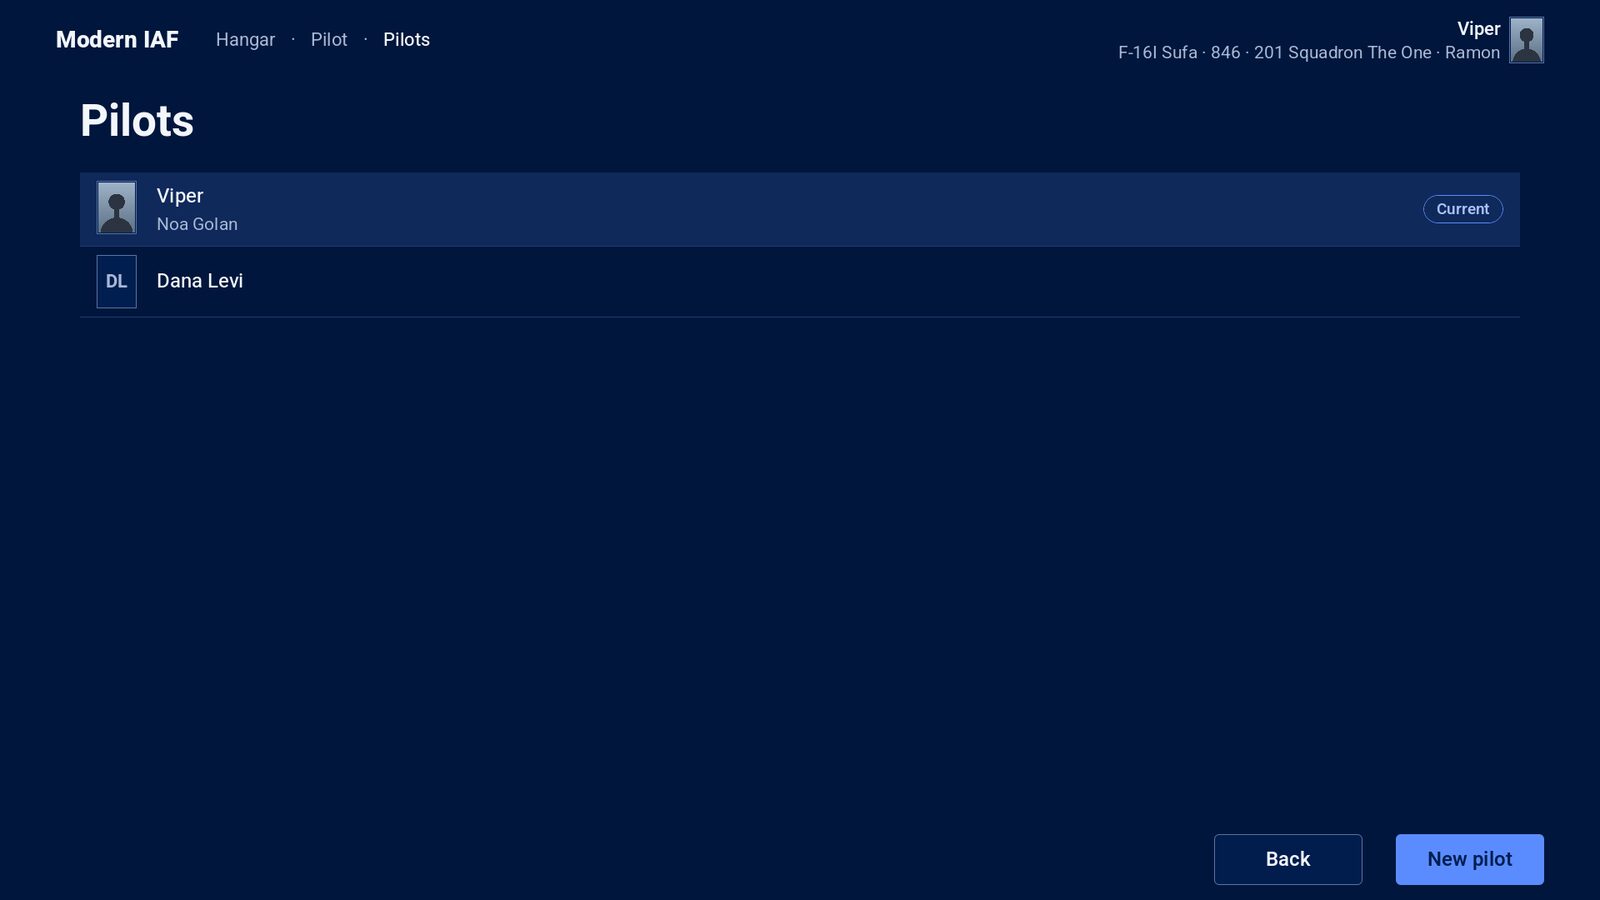 Modern IAF
Hangar · Pilot · Pilots
Viper
F-16I Sufa · 846 · 201 Squadron The One · Ramon
Pilots
Viper
Noa Golan
Current
DL
Dana Levi
Back
New pilot